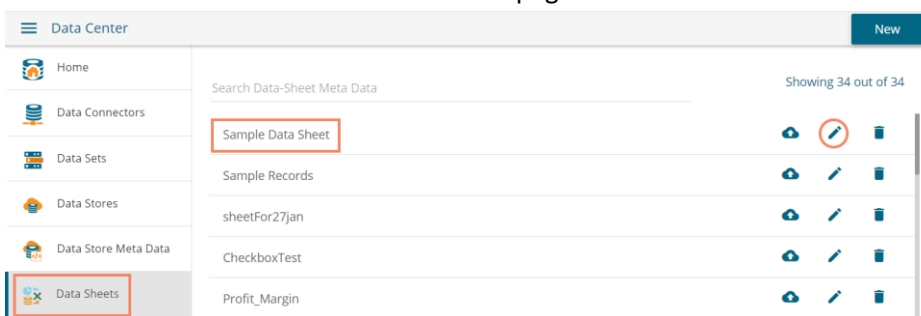 Data Center
New
Home
Search Data-Sheet Meta Data
Showing 34 out of 34
Data Connectors
Sample Data Sheet
Data Sets
Sample Records
Data Stores
sheetFor27jan
Data Store Meta Data
CheckboxTest
Data Sheets
Profit_Margin